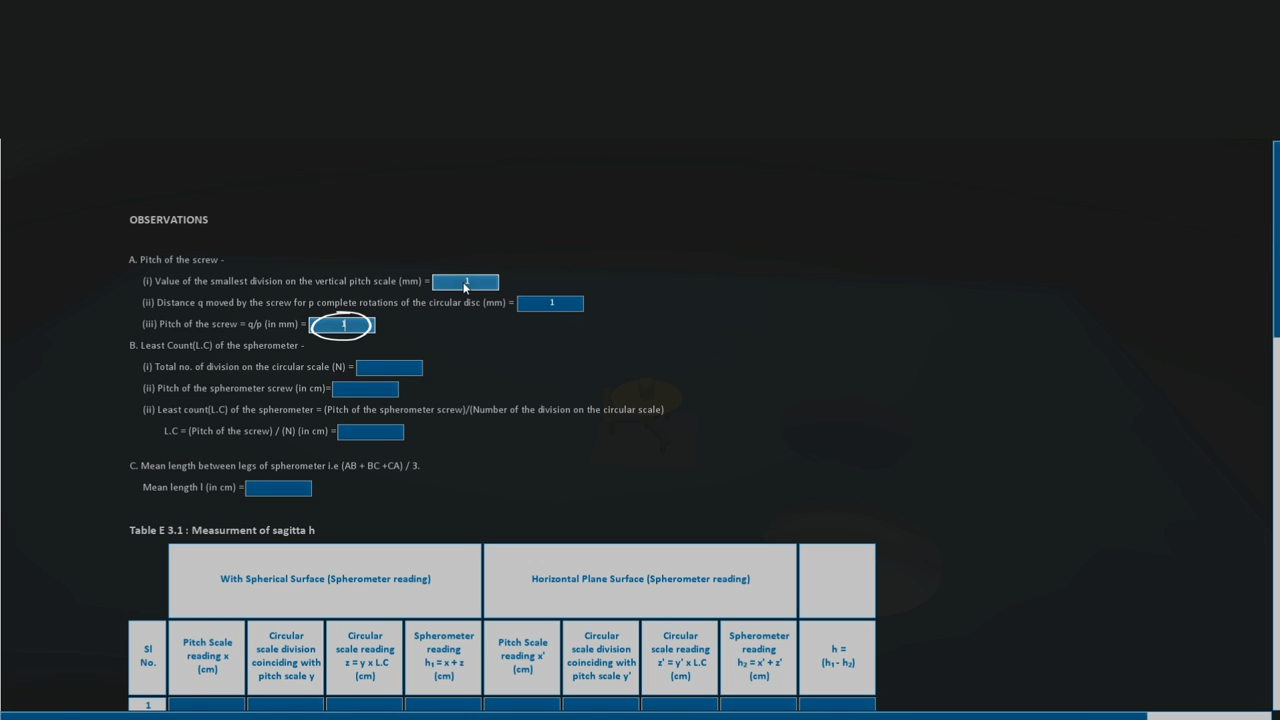 OBSERVATIONS
A. Pitch of the screw -
(i) Value of the smallest division on the vertical pitch scale (mm) = 1
(ii) Distance q moved by the screw for p complete rotations of the circular disc (mm) = 1
(iii) Pitch of the screw = q/p (in mm) = 1
B. Least Count(L.C) of the spherometer -
(i) Total no. of division on the circular scale (N) =
(ii) Pitch of the spherometer screw (in cm)=
(ii) Least count(L.C) of the spherometer = (Pitch of the spherometer screw)/(Number of the division on the circular scale)
L.C = (Pitch of the screw) / (N) (in cm) =
C. Mean length between legs of spherometer i.e (AB + BC +CA) / 3.
Mean length l (in cm) =
Table E 3.1 : Measurment of sagitta h
With Spherical Surface (Spherometer reading)
Horizontal Plane Surface (Spherometer reading)
Sl
No.
Pitch Scale
reading x
(cm)
Circular
scale division
coinciding with
pitch scale y
Circular
scale reading
z = y x L.C
(cm)
Spherometer
reading
h₁ = x + z
(cm)
Pitch Scale
reading x'
(cm)
Circular
scale division
coinciding with
pitch scale y'
Circular
scale reading
z' = y' x L.C
(cm)
Spherometer
reading
h₂ = x' + z'
(cm)
h =
(h₁ - h₂)
1